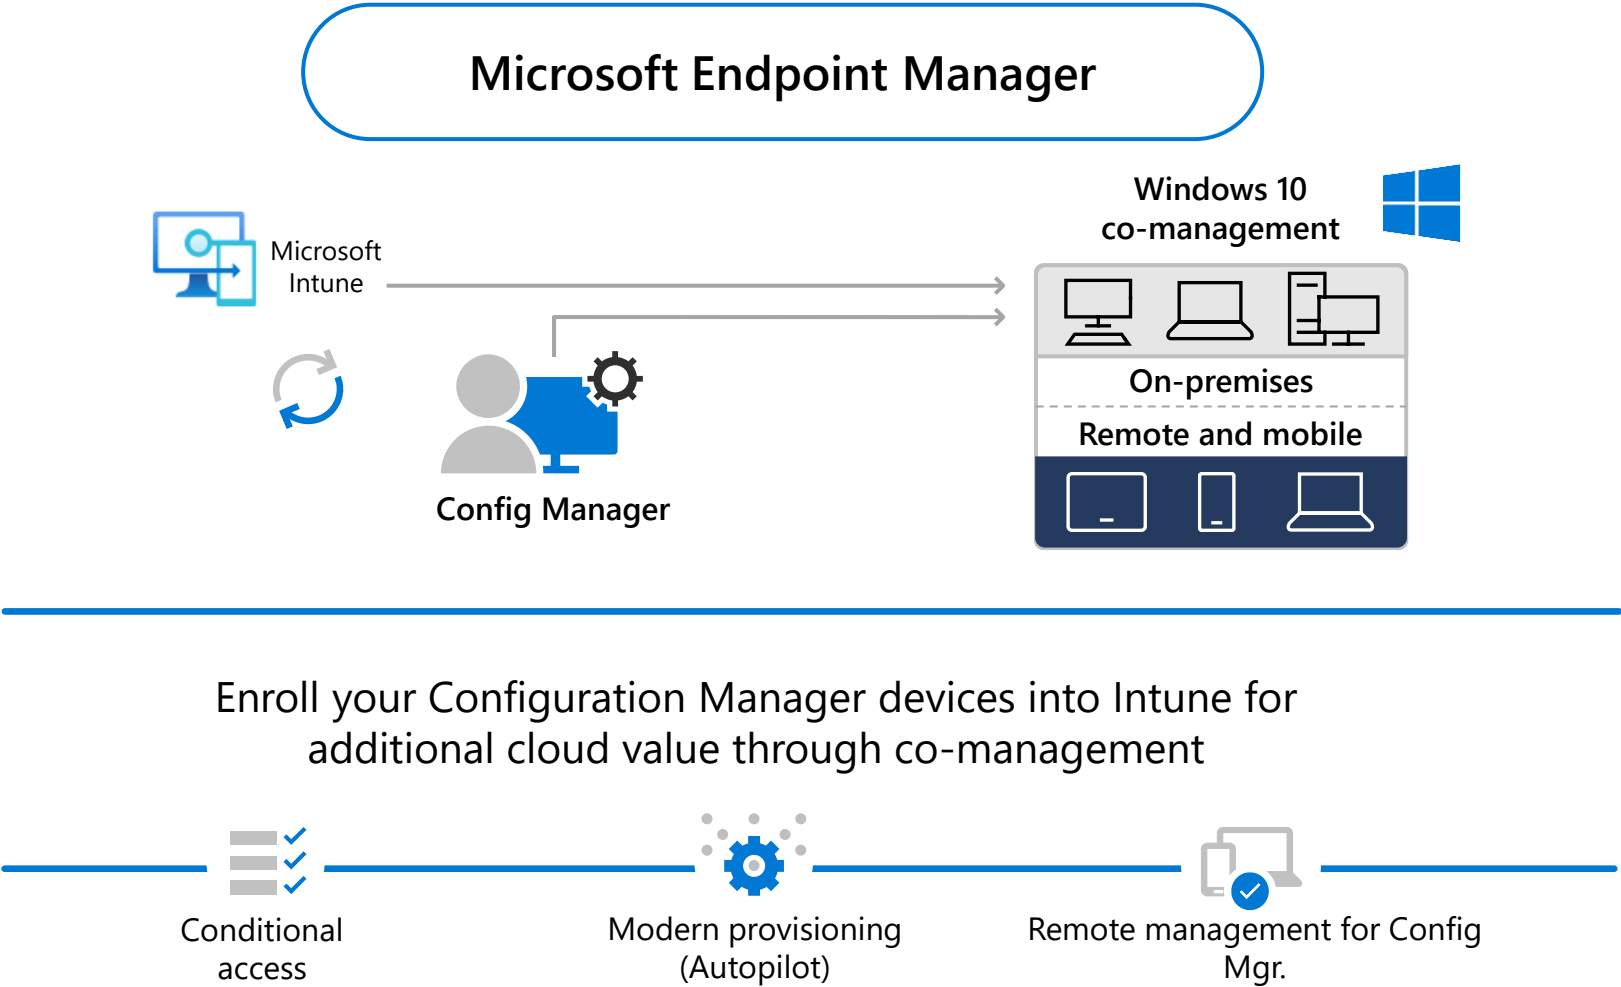 Microsoft Endpoint Manager
Windows 10
co-management
Microsoft
Intune
On-premises
Remote and mobile
Config Manager
Enroll your Configuration Manager devices into Intune for
additional cloud value through co-management
Conditional
access
Modern provisioning
(Autopilot)
Remote management for Config
Mgr.